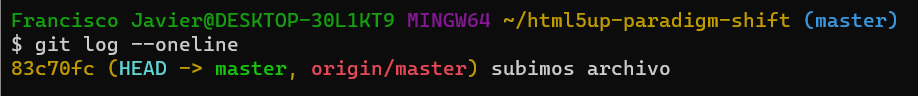 Francisco Javier@DESKTOP-30L1KT9 MINGW64 ~/html5up-paradigm-shift (master)
$ git log --oneline
83c70fc (HEAD -> master, origin/master) subimos archivo